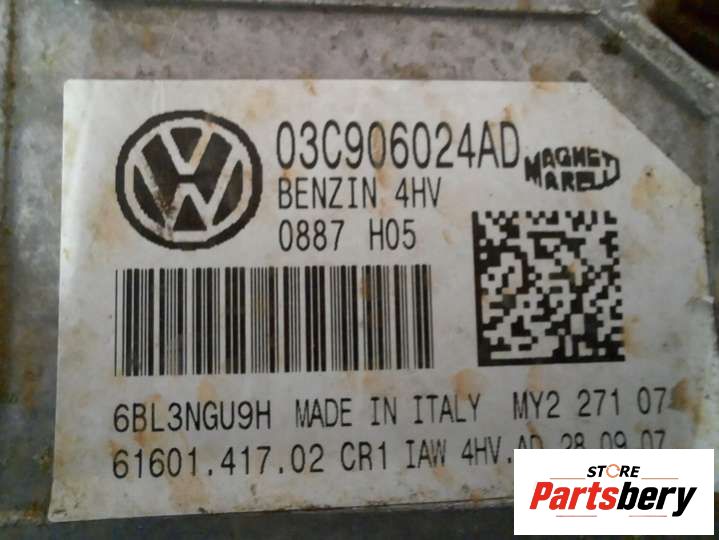 03C906024AD
MAGNETI
MARELLI
BENZIN 4HV
0887 H05
6BL3NGU9H MADE IN ITALY MY2 271 07
61601.417.02 CR1 IAW 4HV.AD 28.09.07
STORE
Partsbery